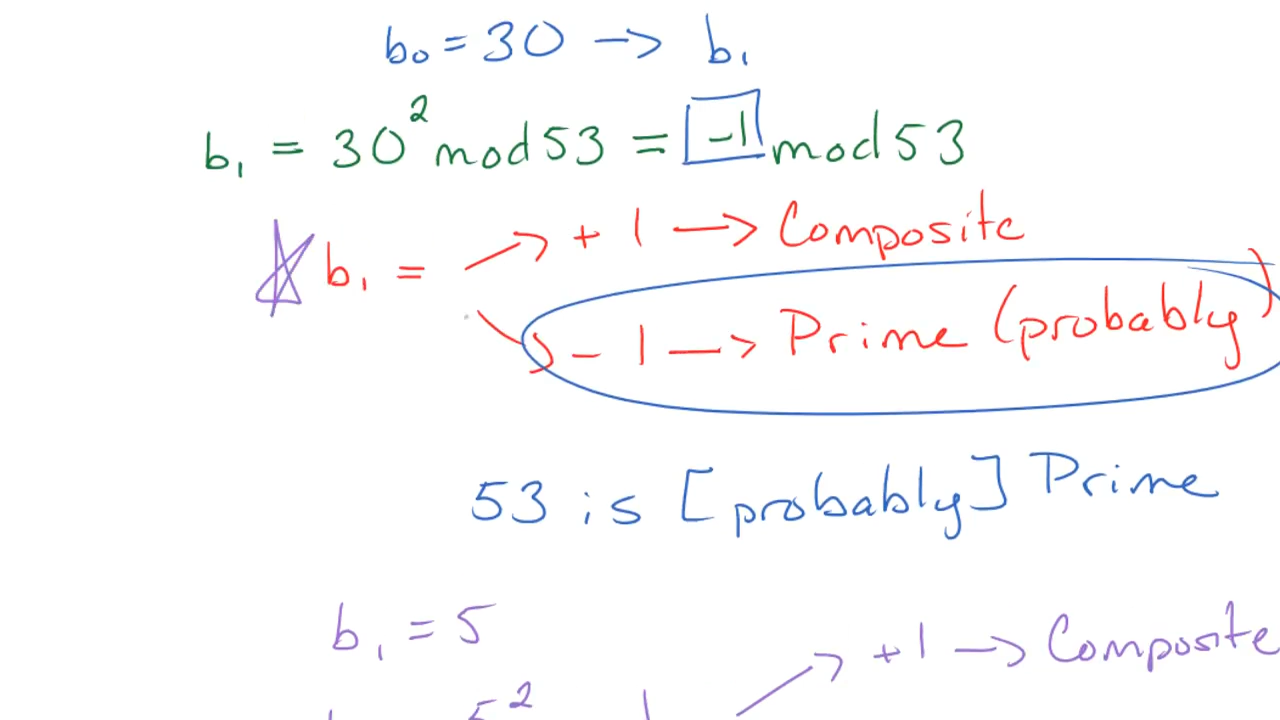 b₀ = 30 → b₁
b₁ = 30² mod 53 = -1 mod 53
b₁ = → + 1 → Composite
→ - 1 → Prime (probably)
53 is [probably] Prime
b₁ = 5
→ +1 → Composite
5²